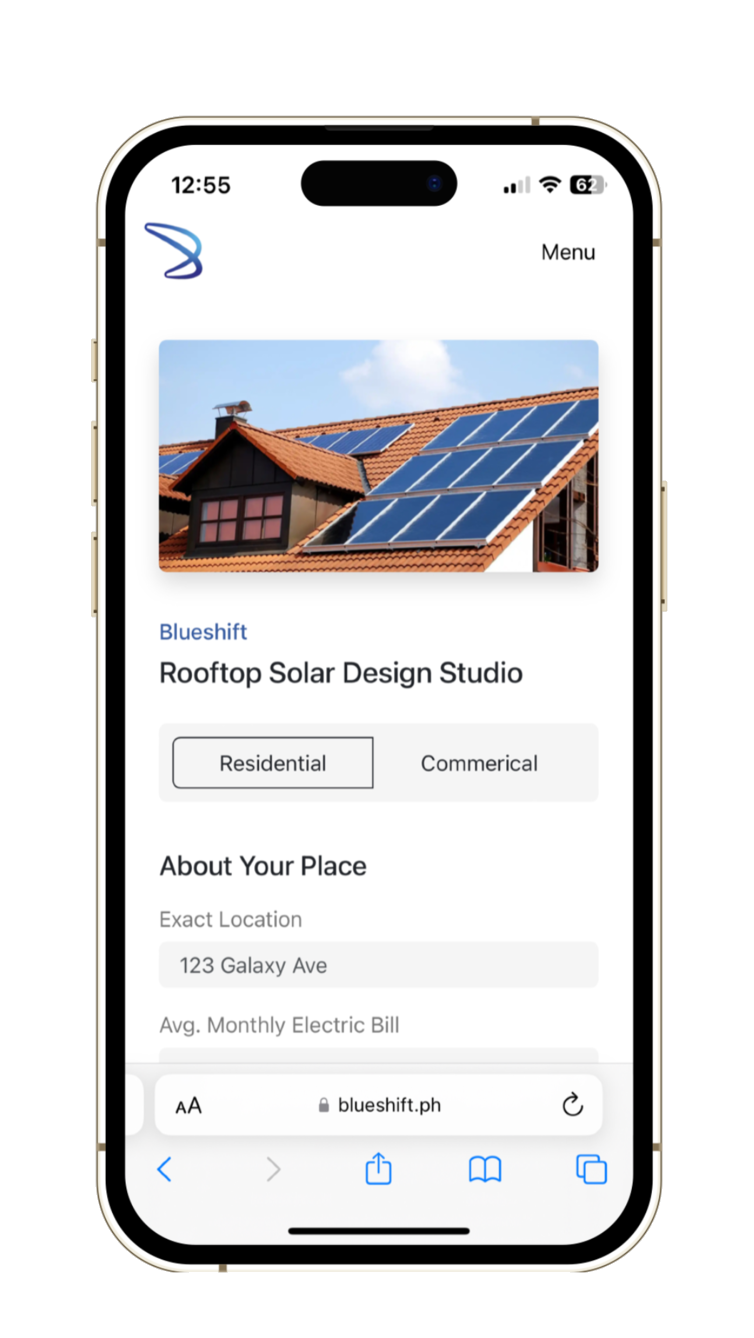 12:55
62
Menu
Blueshift
Rooftop Solar Design Studio
Residential
Commerical
About Your Place
Exact Location
123 Galaxy Ave
Avg. Monthly Electric Bill
AA
blueshift.ph